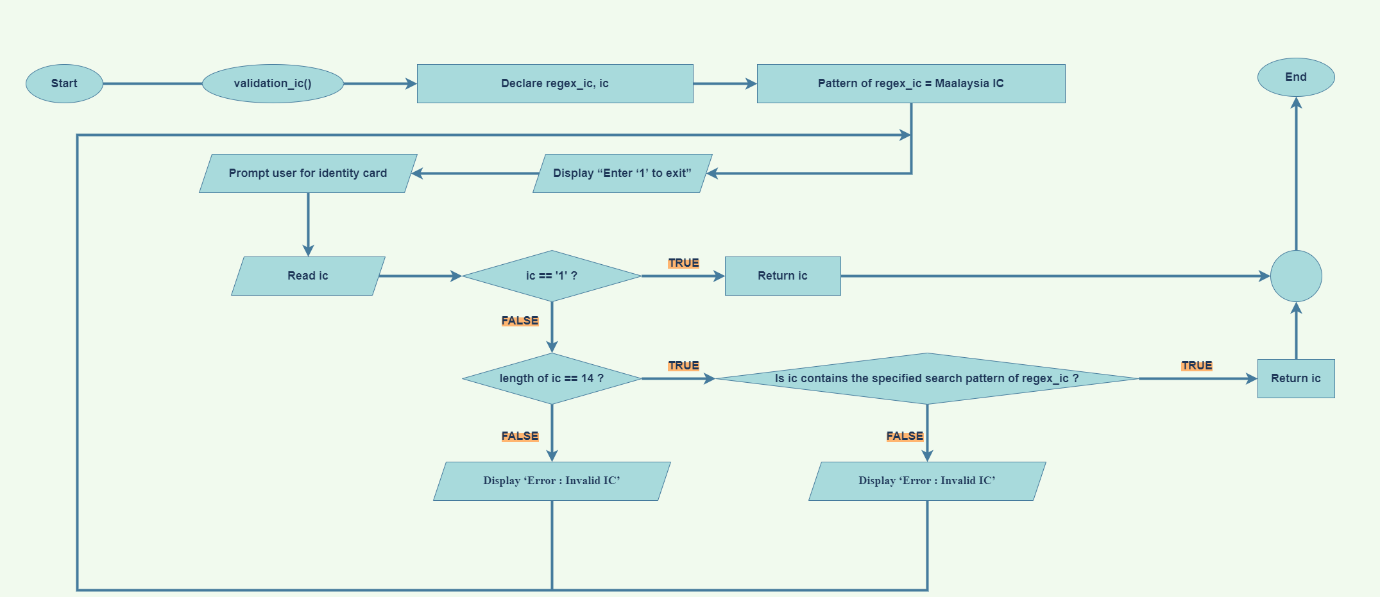 Start
validation_ic()
Declare regex_ic, ic
Pattern of regex_ic = Maalaysia IC
End
Prompt user for identity card
Display “Enter ‘1’ to exit”
Read ic
ic == '1' ?
TRUE
Return ic
FALSE
length of ic == 14 ?
TRUE
Is ic contains the specified search pattern of regex_ic ?
TRUE
Return ic
FALSE
FALSE
Display ‘Error : Invalid IC’
Display ‘Error : Invalid IC’